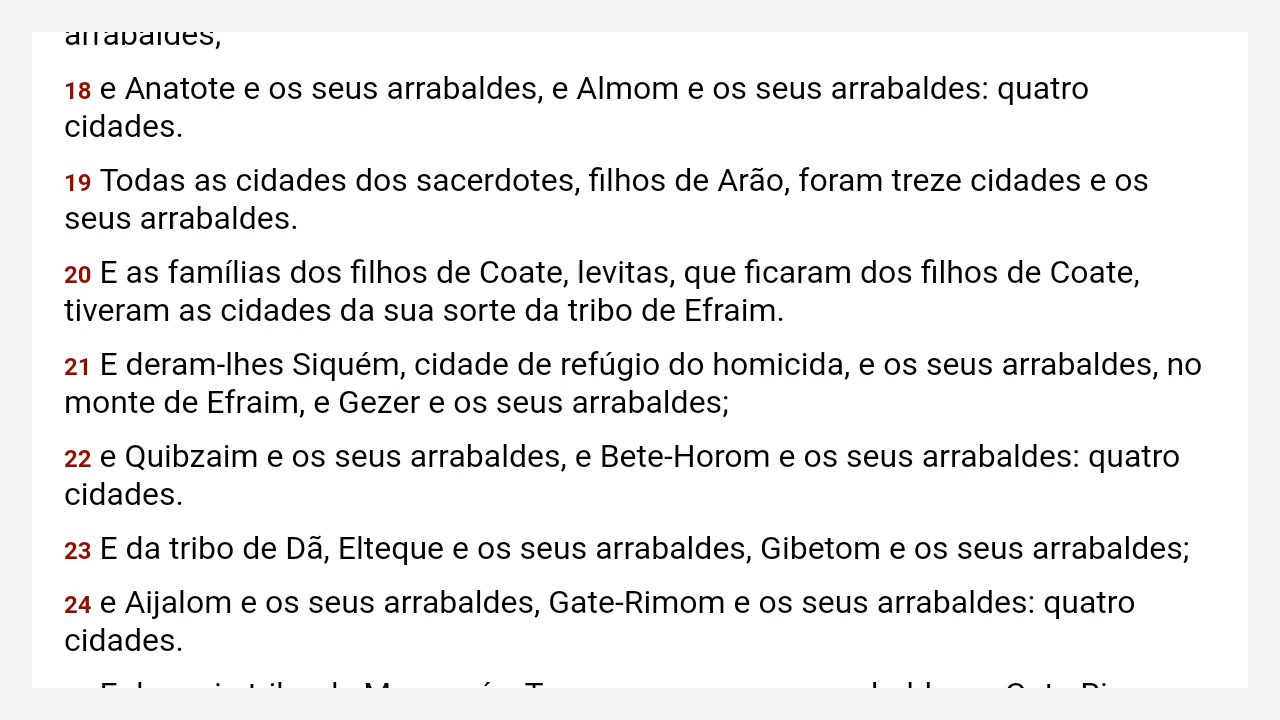 arrabaldes;
18 e Anatote e os seus arrabaldes, e Almom e os seus arrabaldes: quatro
cidades.
19 Todas as cidades dos sacerdotes, filhos de Arão, foram treze cidades e os
seus arrabaldes.
20 E as famílias dos filhos de Coate, levitas, que ficaram dos filhos de Coate,
tiveram as cidades da sua sorte da tribo de Efraim.
21 E deram-lhes Siquém, cidade de refúgio do homicida, e os seus arrabaldes, no
monte de Efraim, e Gezer e os seus arrabaldes;
22 e Quibzaim e os seus arrabaldes, e Bete-Horom e os seus arrabaldes: quatro
cidades.
23 E da tribo de Dã, Elteque e os seus arrabaldes, Gibetom e os seus arrabaldes;
24 e Aijalom e os seus arrabaldes, Gate-Rimom e os seus arrabaldes: quatro
cidades.